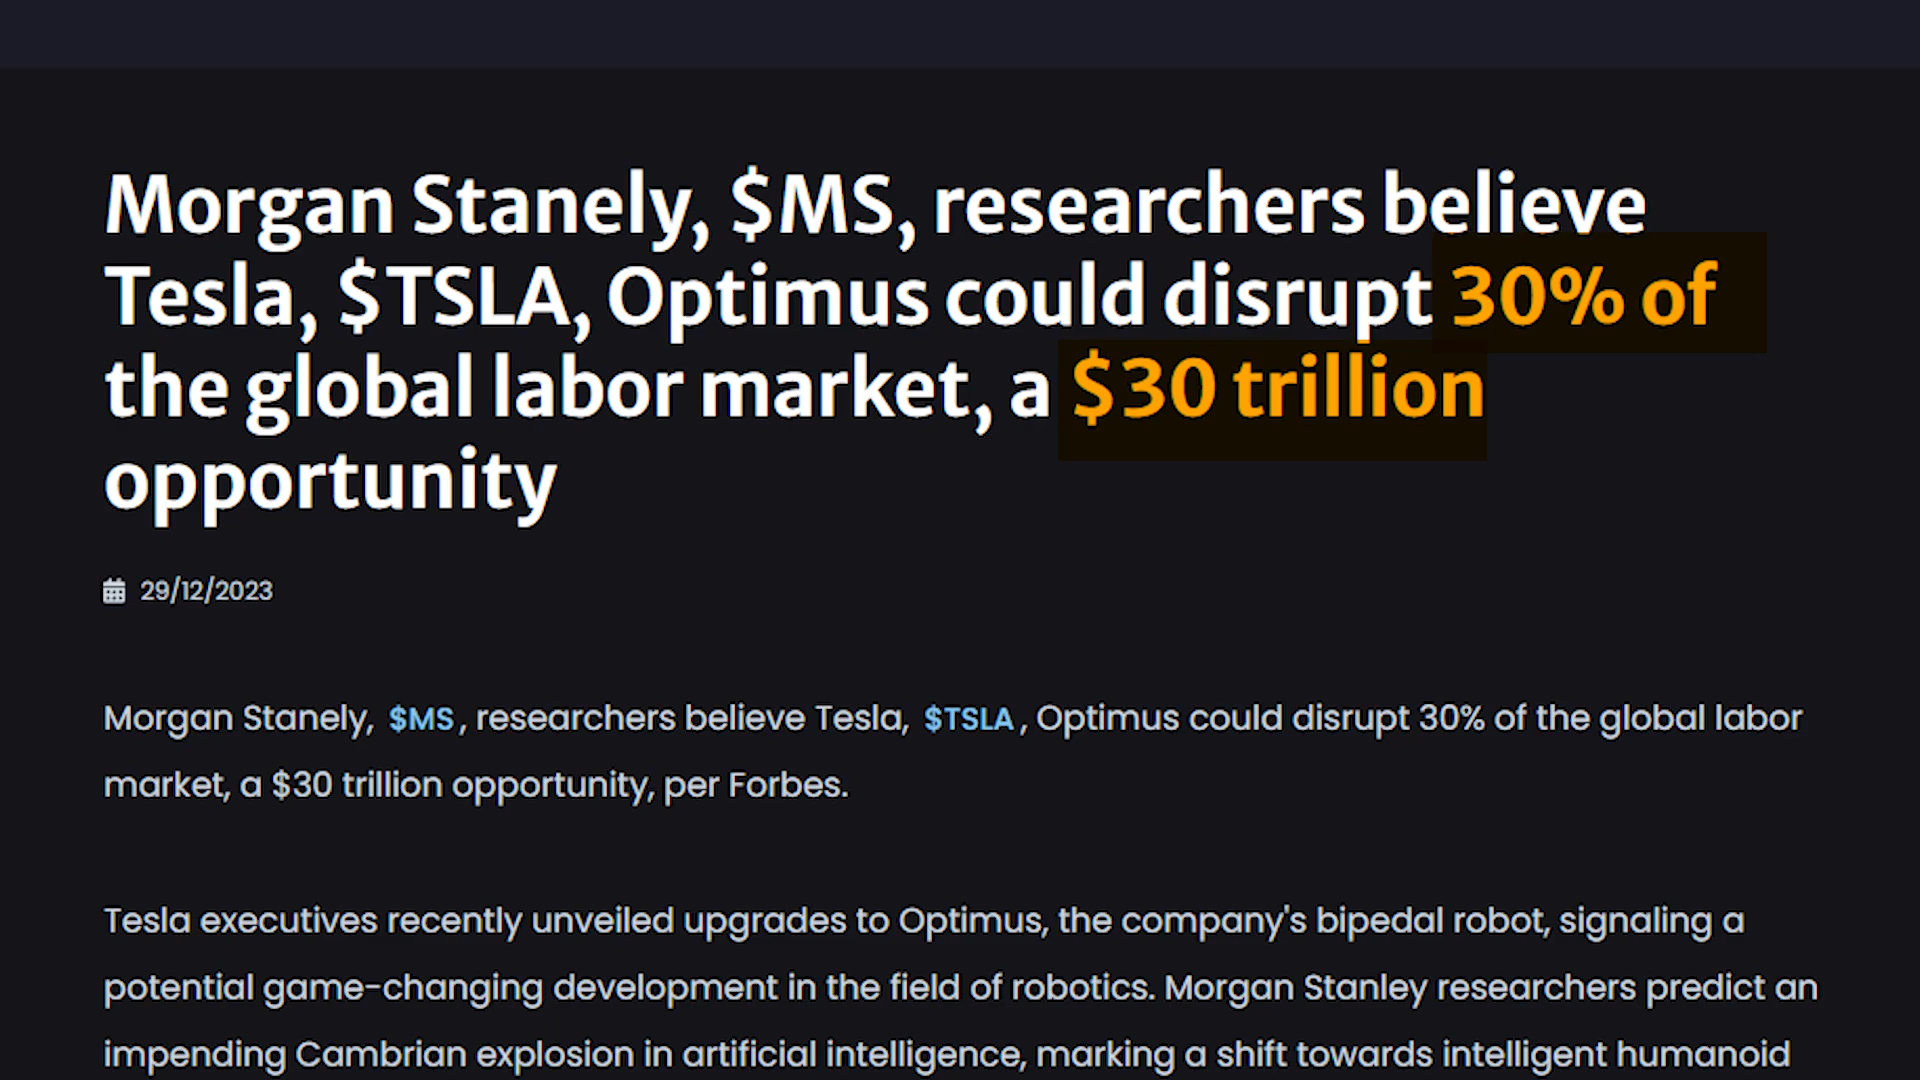 Morgan Stanely, $MS, researchers believe
Tesla, $TSLA, Optimus could disrupt 30% of
the global labor market, a $30 trillion
opportunity
29/12/2023
Morgan Stanely, $MS, researchers believe Tesla, $TSLA, Optimus could disrupt 30% of the global labor
market, a $30 trillion opportunity, per Forbes.
Tesla executives recently unveiled upgrades to Optimus, the company's bipedal robot, signaling a
potential game-changing development in the field of robotics. Morgan Stanley researchers predict an
impending Cambrian explosion in artificial intelligence, marking a shift towards intelligent humanoid